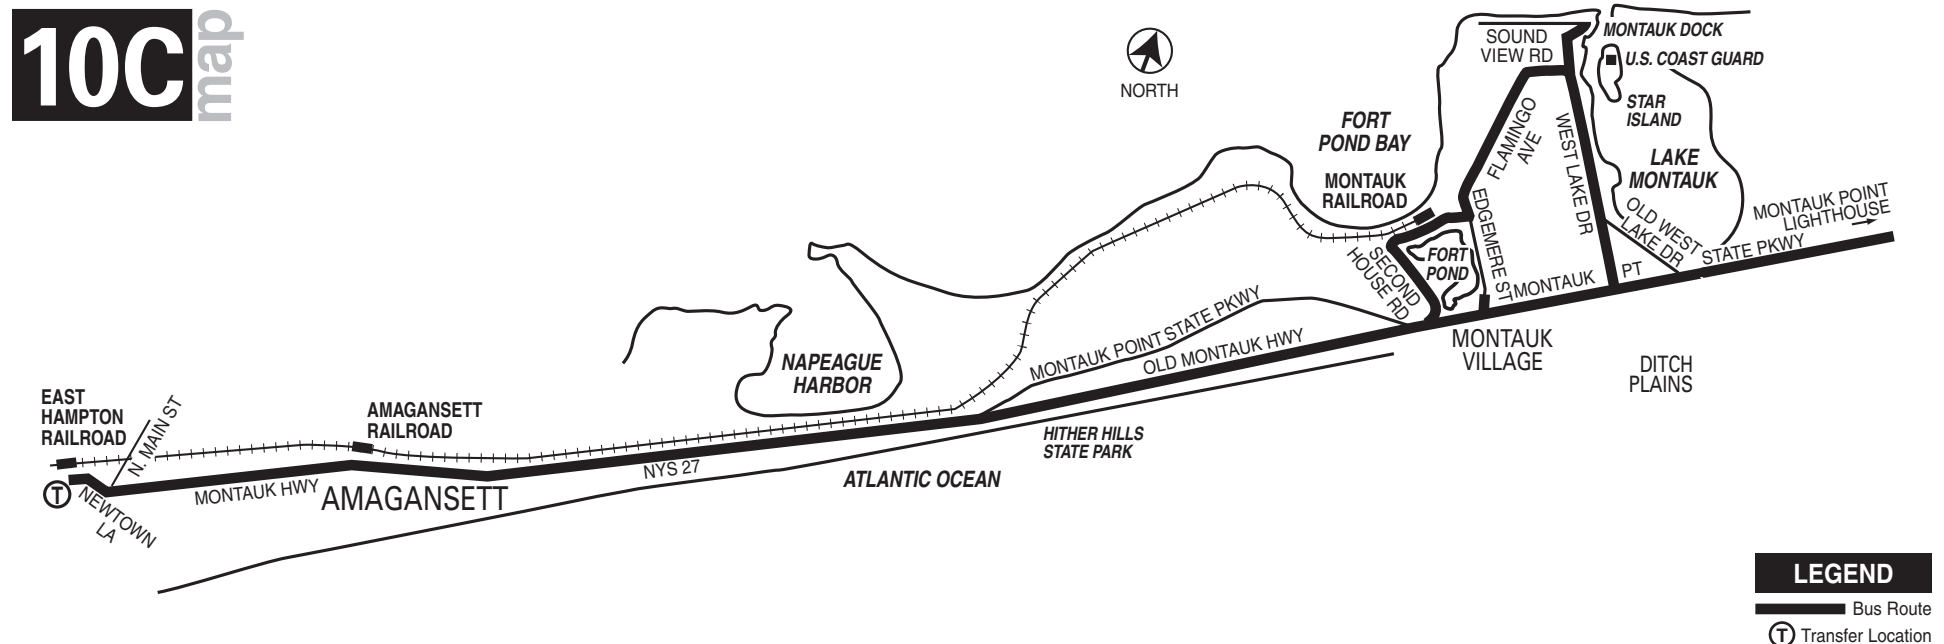 10C
map
NORTH
SOUND
VIEW RD
MONTAUK DOCK
U.S. COAST GUARD
STAR
ISLAND
LAKE
MONTAUK
FORT
POND BAY
MONTAUK
RAILROAD
FLAMINGO
AVE
WEST LAKE DR
EDGEMERE ST
OLD WEST
LAKE DR
MONTAUK POINT
LIGHTHOUSE
STATE PKWY
PT
MONTAUK
FORT
POND
SECOND
HOUSE RD
MONTAUK
VILLAGE
DITCH
PLAINS
MONTAUK POINT STATE PKWY
OLD MONTAUK HWY
NAPEAGUE
HARBOR
HITHER HILLS
STATE PARK
ATLANTIC OCEAN
NYS 27
EAST
HAMPTON
RAILROAD
N. MAIN ST
AMAGANSETT
RAILROAD
T
NEWTOWN
LA
MONTAUK HWY
AMAGANSETT
LEGEND
Bus Route
T Transfer Location